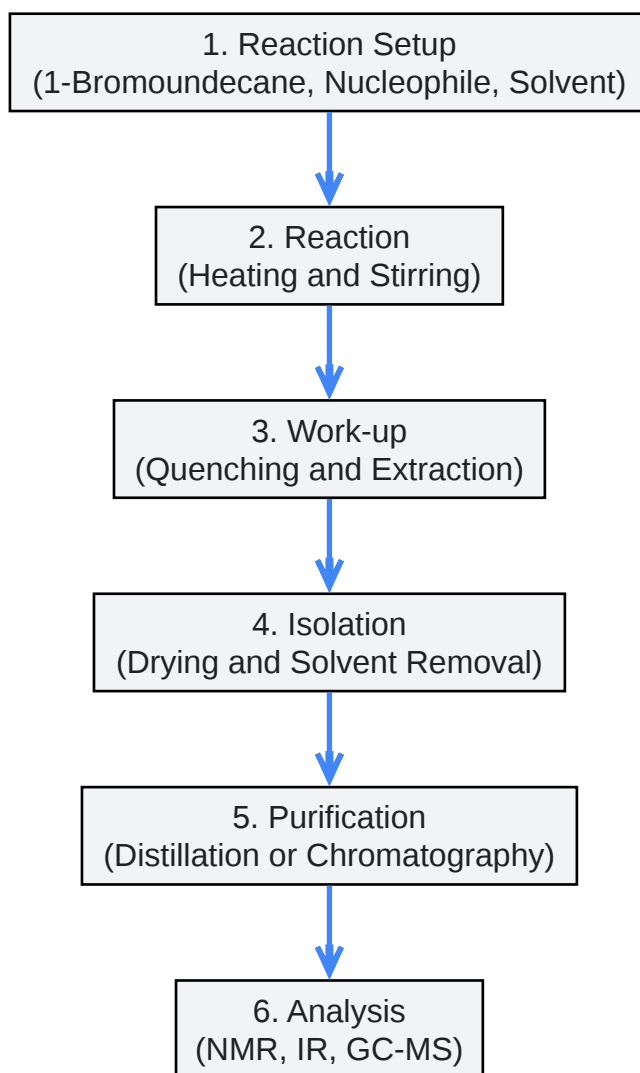 1. Reaction Setup
(1-Bromoundecane, Nucleophile, Solvent)
2. Reaction
(Heating and Stirring)
3. Work-up
(Quenching and Extraction)
4. Isolation
(Drying and Solvent Removal)
5. Purification
(Distillation or Chromatography)
6. Analysis
(NMR, IR, GC-MS)